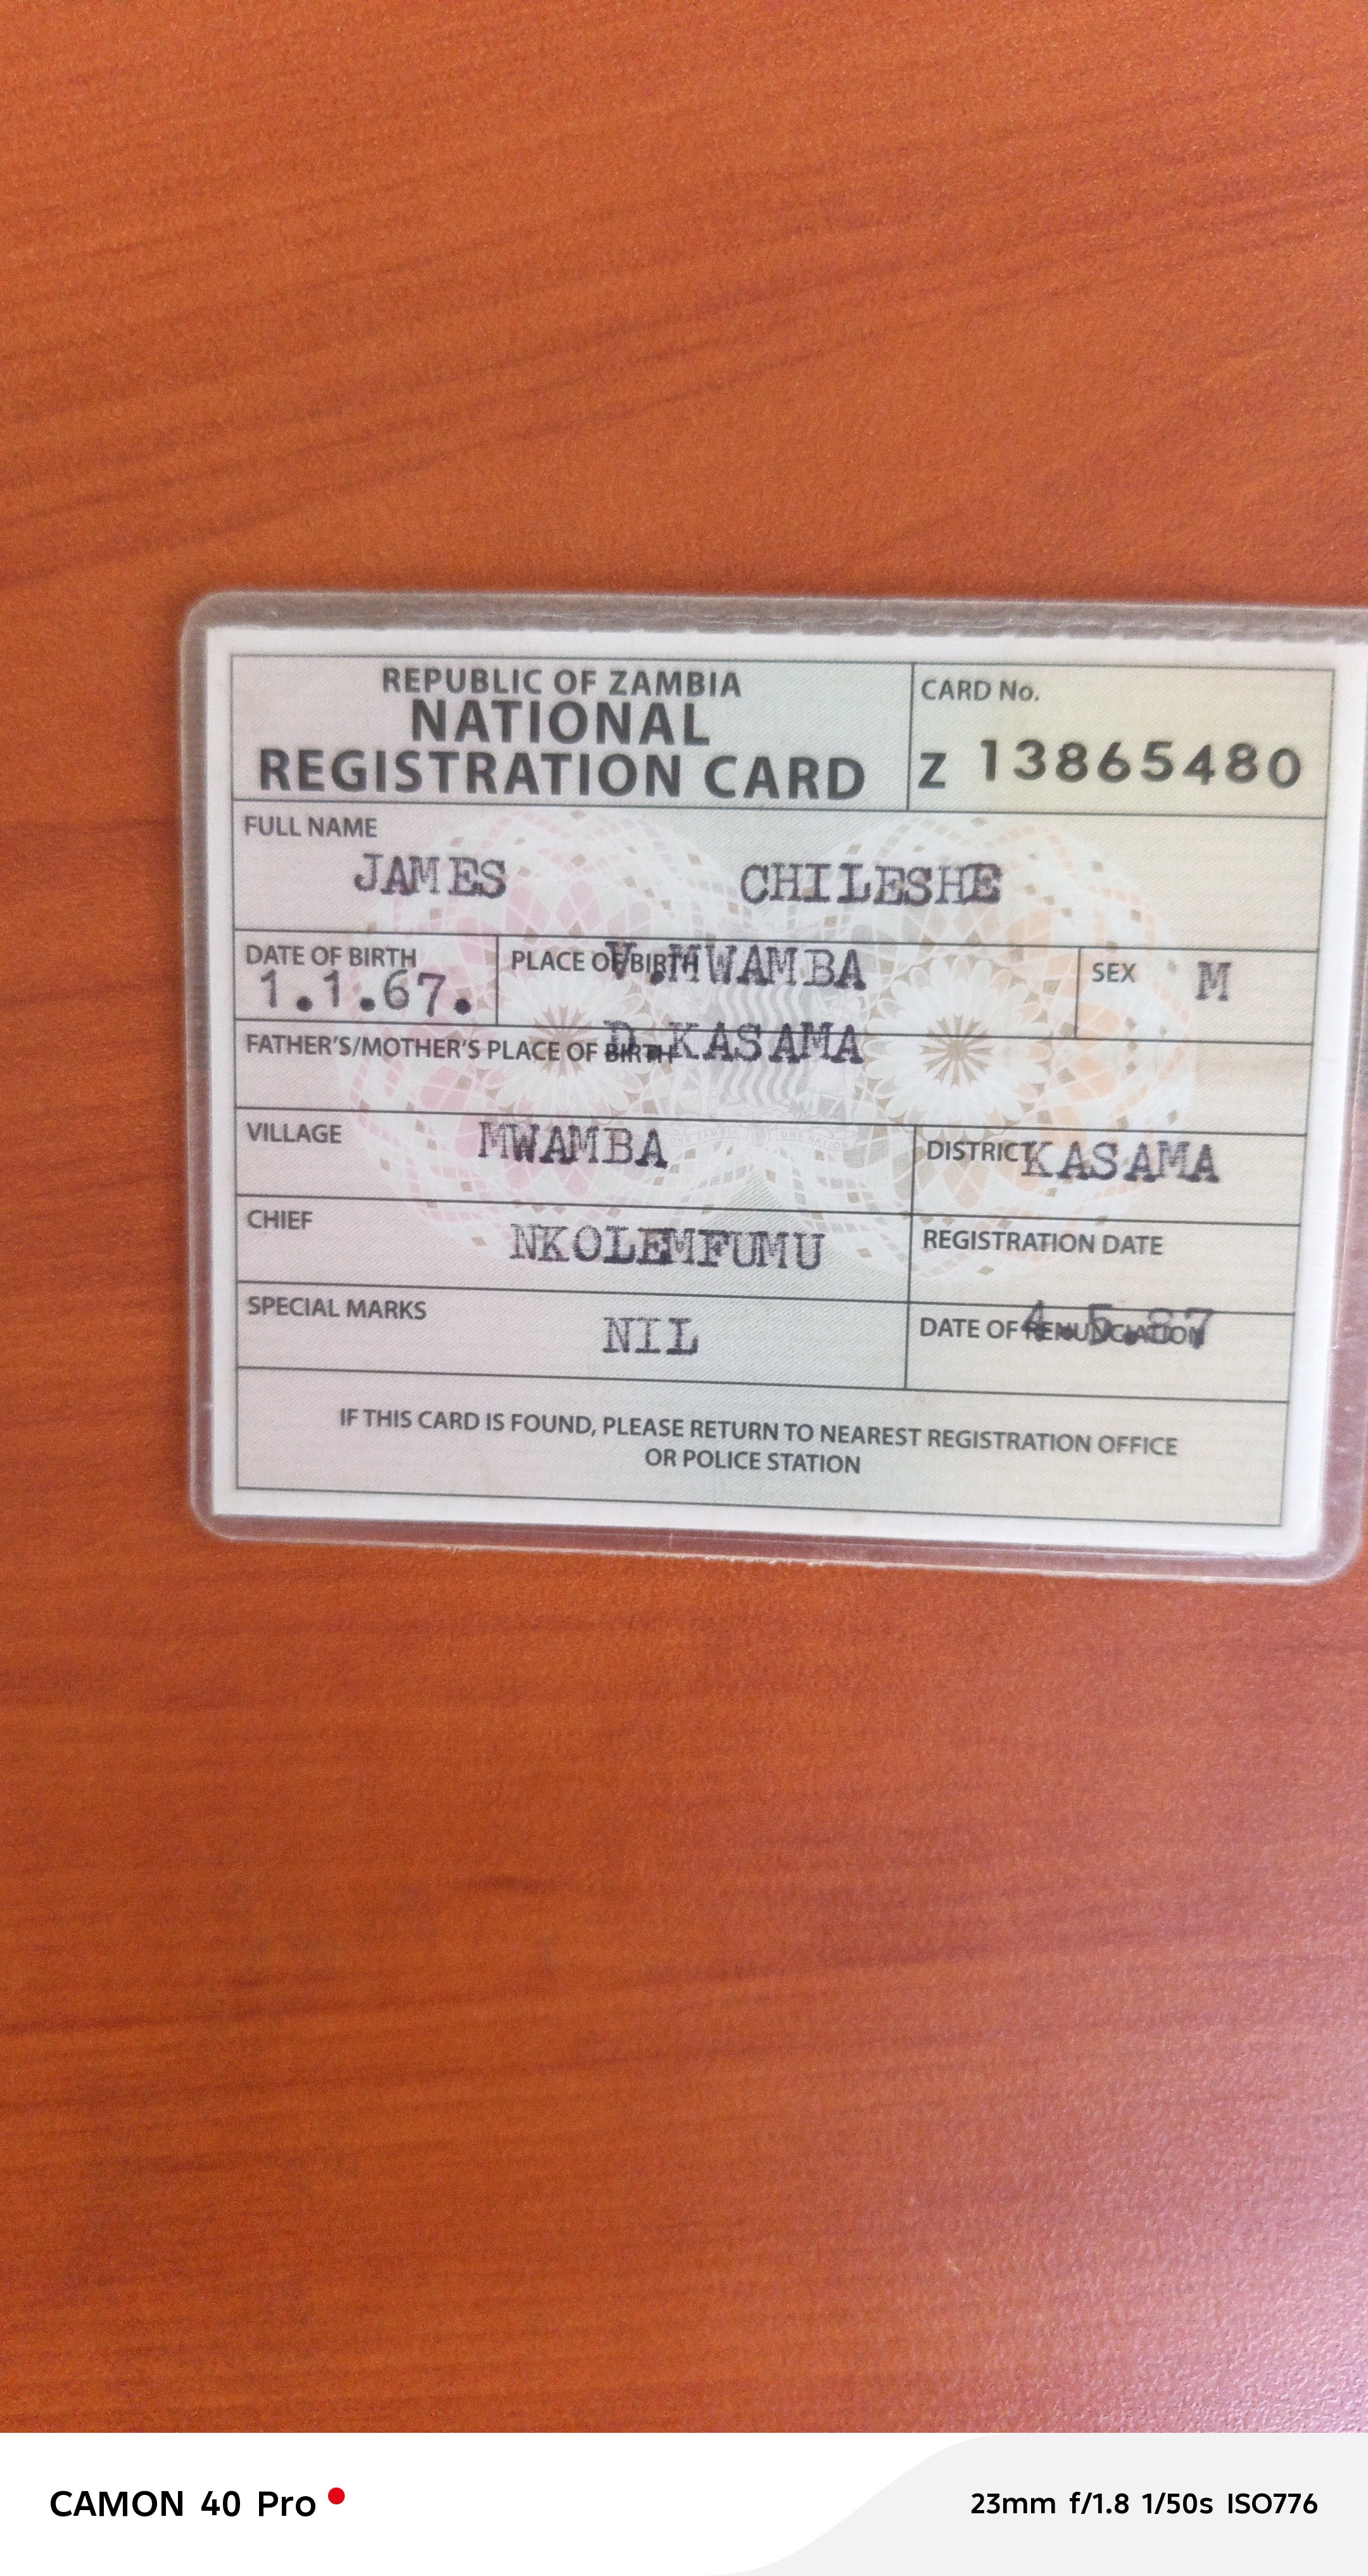 REPUBLIC OF ZAMBIA
NATIONAL
REGISTRATION CARD
CARD No.
Z 13865480
FULL NAME
JAMES CHILESHE
DATE OF BIRTH
1.1.67.
PLACE OF BIRTH
V.MWAMBA
SEX M
FATHER'S/MOTHER'S PLACE OF BIRTH
D.KASAMA
VILLAGE MWAMBA
DISTRICT KASAMA
CHIEF NKOLEMFUMU
REGISTRATION DATE
4.5.87
SPECIAL MARKS NIL
DATE OF RENUNCIATION
IF THIS CARD IS FOUND, PLEASE RETURN TO NEAREST REGISTRATION OFFICE
OR POLICE STATION
CAMON 40 Pro
23mm f/1.8 1/50s ISO776